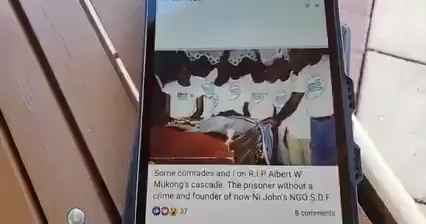 Some comrades and I on R.I.P Albert W
Mukong's cascade. The prisoner without a
crime and founder of now Ni John's NGO S.D.F
37
8 comments